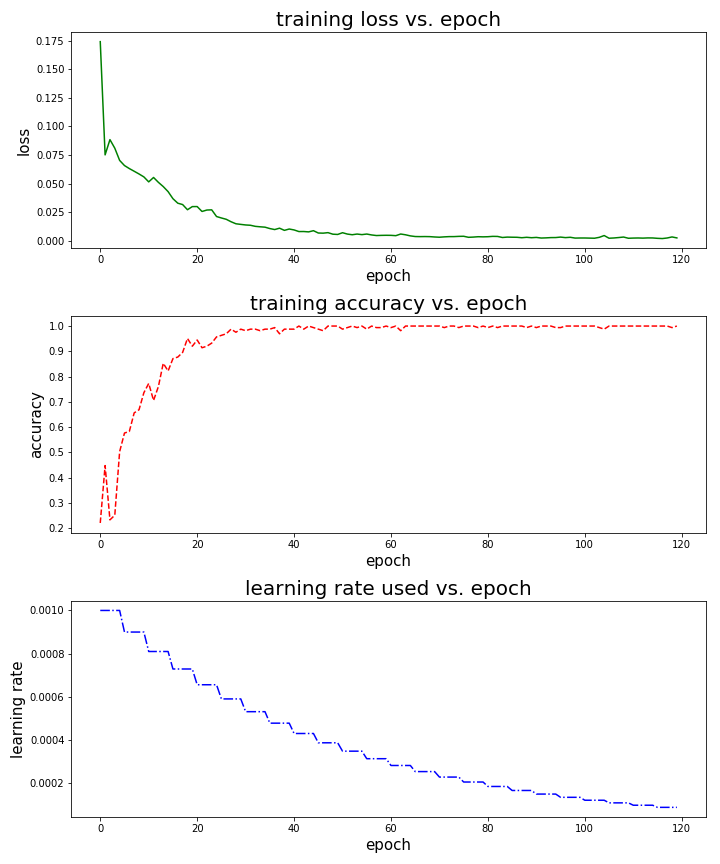 training loss vs. epoch
0.175
0.150
0.125
0.100
0.075
0.050
0.025
0.000
loss
0 20 40 60 80 100 120
epoch
training accuracy vs. epoch
1.0
0.9
0.8
0.7
0.6
0.5
0.4
0.3
0.2
accuracy
0 20 40 60 80 100 120
epoch
learning rate used vs. epoch
0.0010
0.0008
0.0006
0.0004
0.0002
learning rate
0 20 40 60 80 100 120
epoch